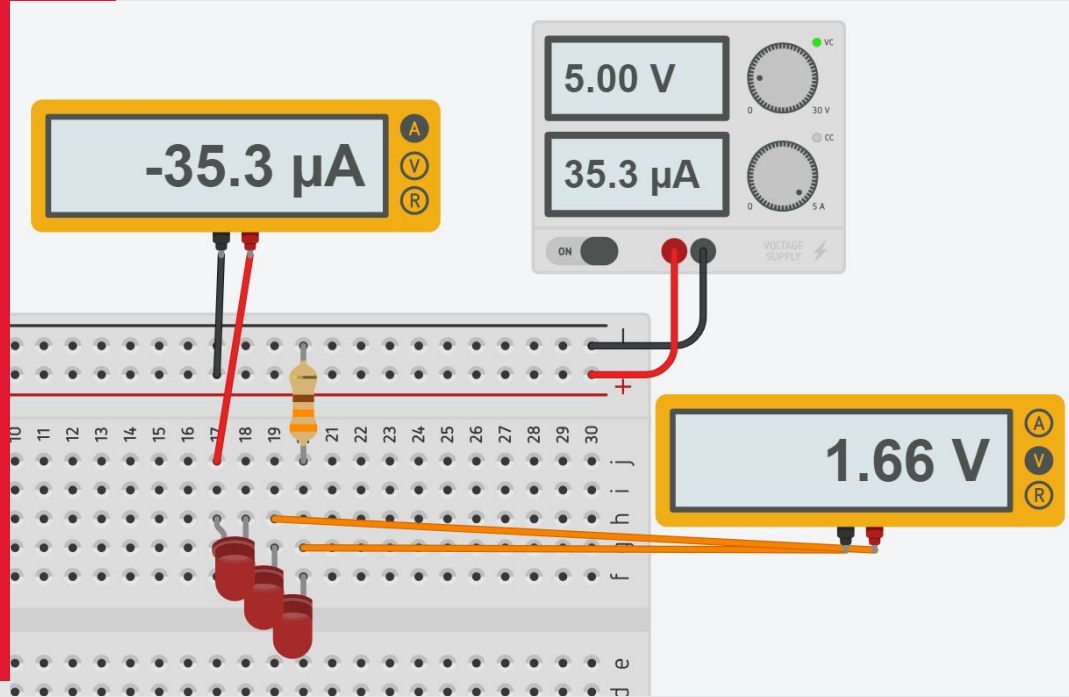 -35.3 µA
A
V
R
5.00 V
VC
0
30 V
35.3 µA
CC
0
5 A
ON
VOLTAGE
SUPPLY
−
+
10 11 12 13 14 15 16 17 18 19 21 22 23 24 25 26 27 28 29 30
j
i
h
g
f
e
d
1.66 V
A
V
R